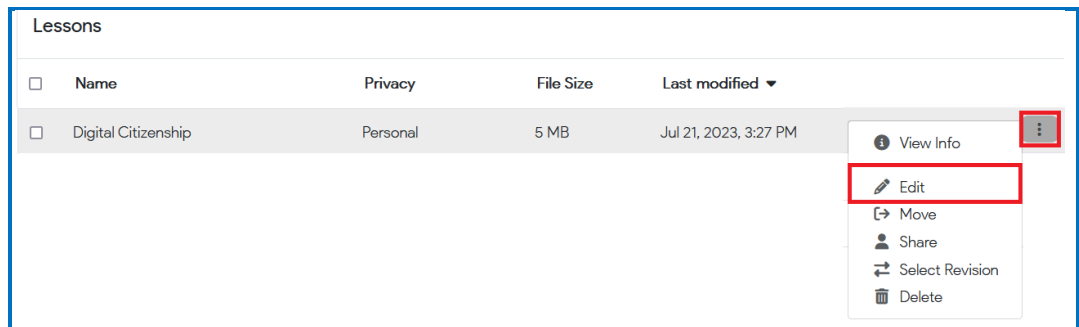 Lessons
Name Privacy File Size Last modified
Digital Citizenship Personal 5 MB Jul 21, 2023, 3:27 PM
View Info
Edit
Move
Share
Select Revision
Delete